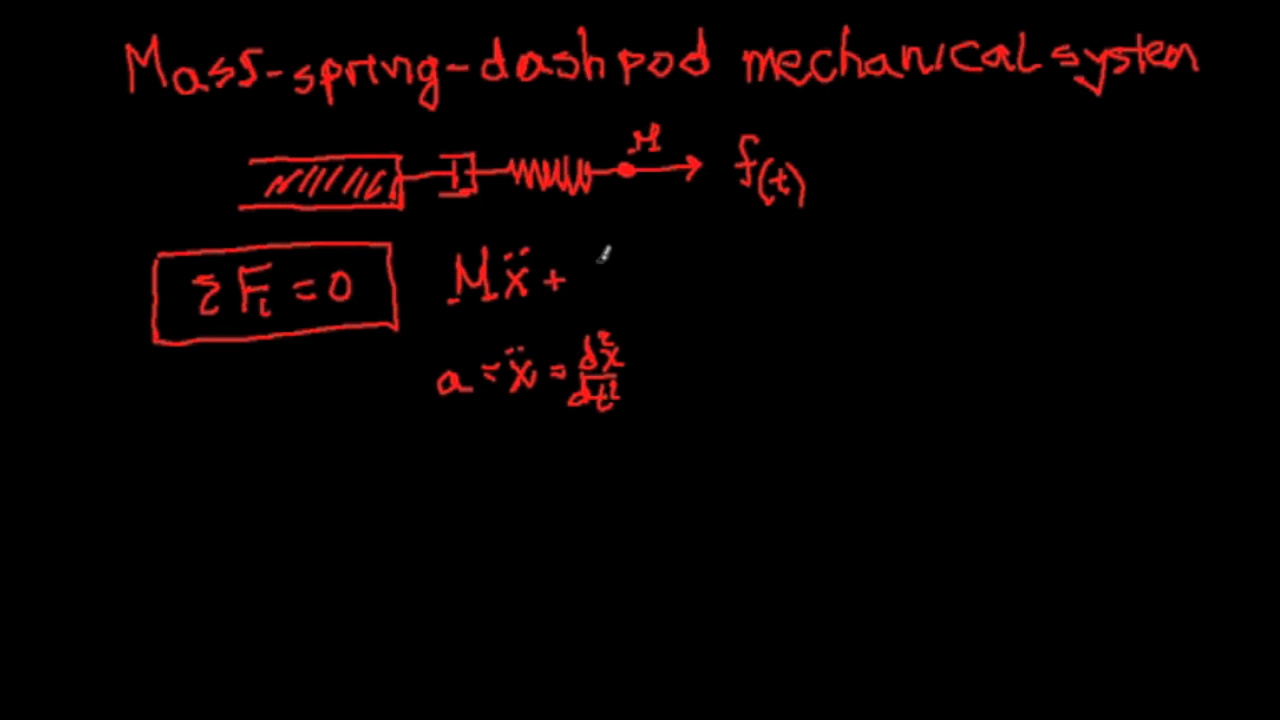 Mass-spring-dashpod mechanical system
M
f(t)
ΣFi = 0
Mẍ +
a = ẍ = d²x/dt²